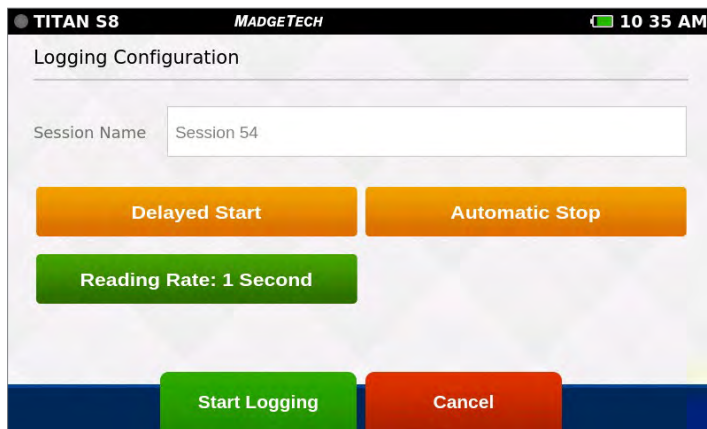 TITAN S8 MADGETECH 10 35 AM
Logging Configuration
Session Name Session 54
Delayed Start Automatic Stop
Reading Rate: 1 Second
Start Logging Cancel